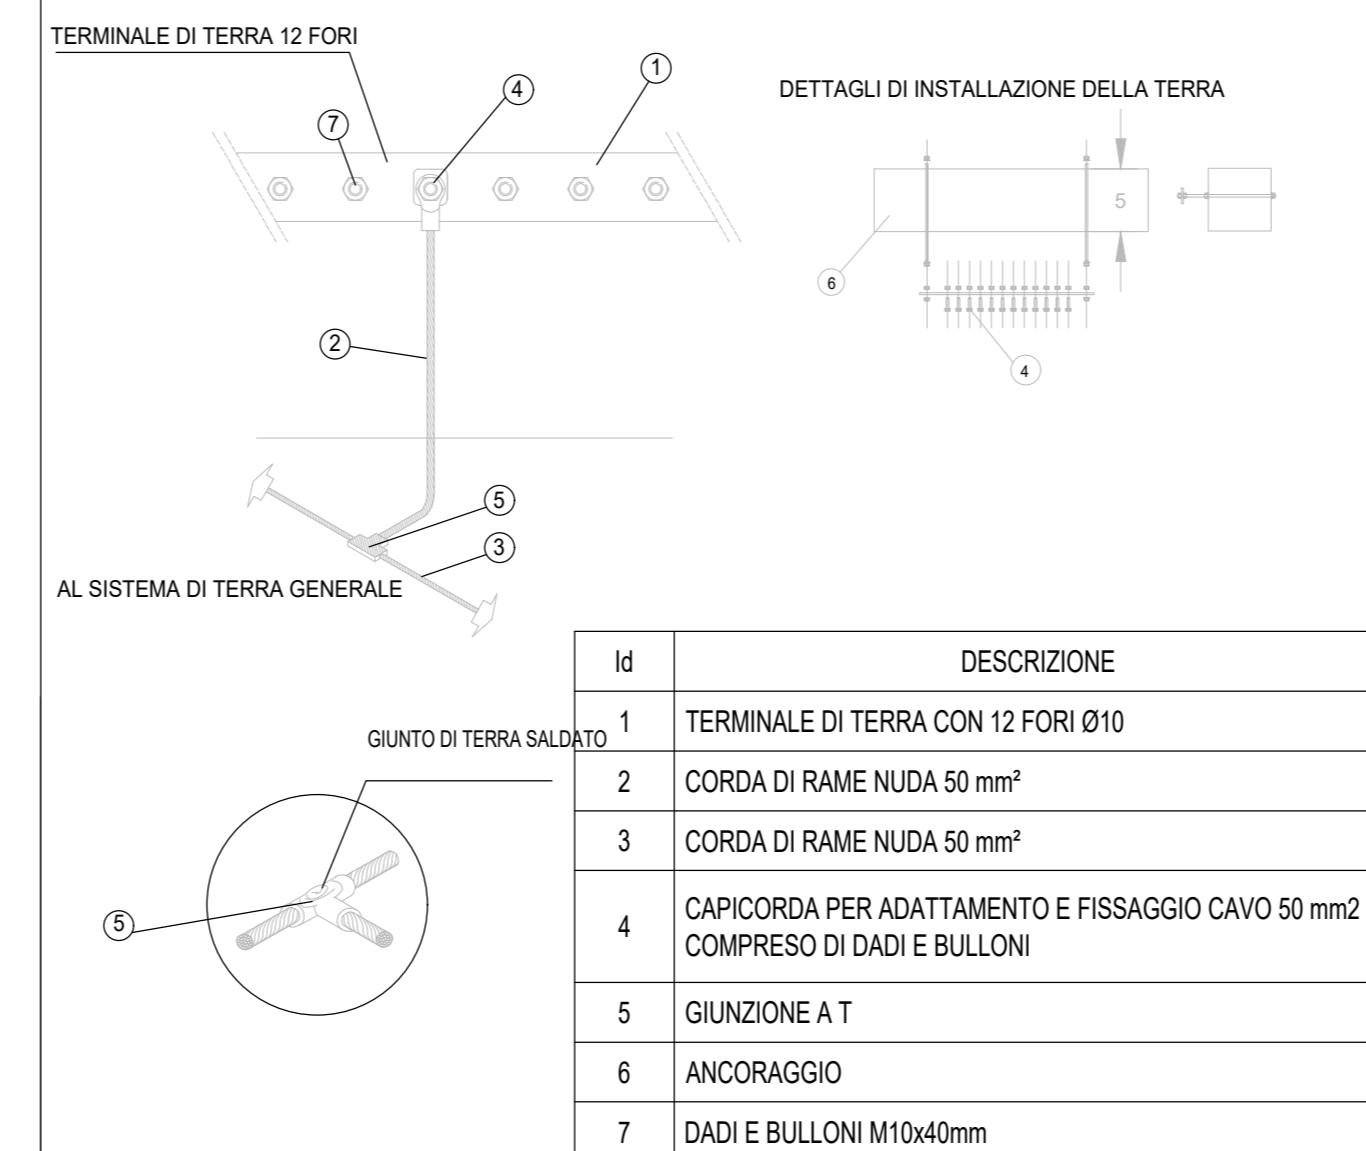 TERMINALE DI TERRA 12 FORI
1
4
7
DETTAGLI DI INSTALLAZIONE DELLA TERRA
5
6
4
2
5
3
AL SISTEMA DI TERRA GENERALE
GIUNTO DI TERRA SALDATO
5
Id DESCRIZIONE
1 TERMINALE DI TERRA CON 12 FORI Ø10
2 CORDA DI RAME NUDA 50 mm²
3 CORDA DI RAME NUDA 50 mm²
4 CAPICORDA PER ADATTAMENTO E FISSAGGIO CAVO 50 mm2
COMPRESO DI DADI E BULLONI
5 GIUNZIONE A T
6 ANCORAGGIO
7 DADI E BULLONI M10x40mm